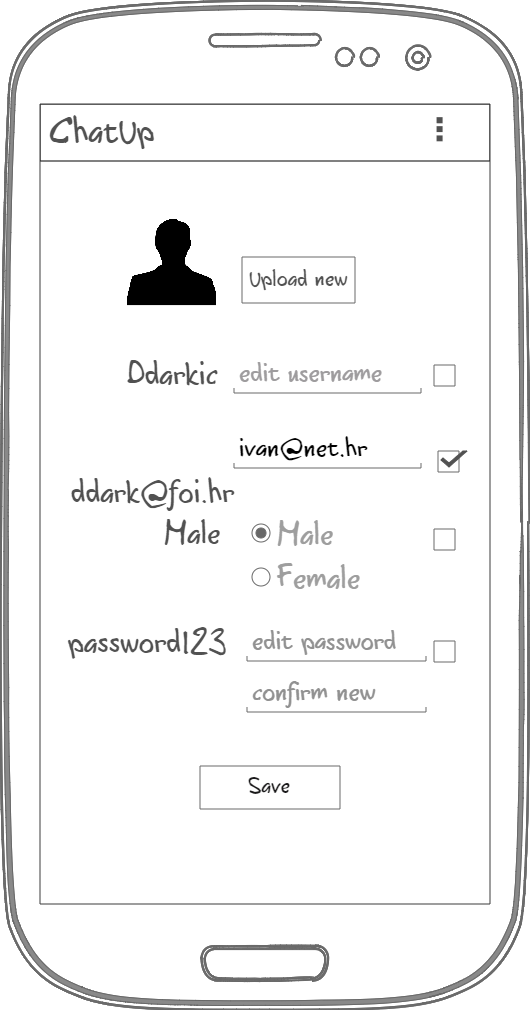 ChatUp
Upload new
Ddarkic edit username
ivan@net.hr
ddark@foi.hr
Male Male
Female
password123 edit password
confirm new
Save